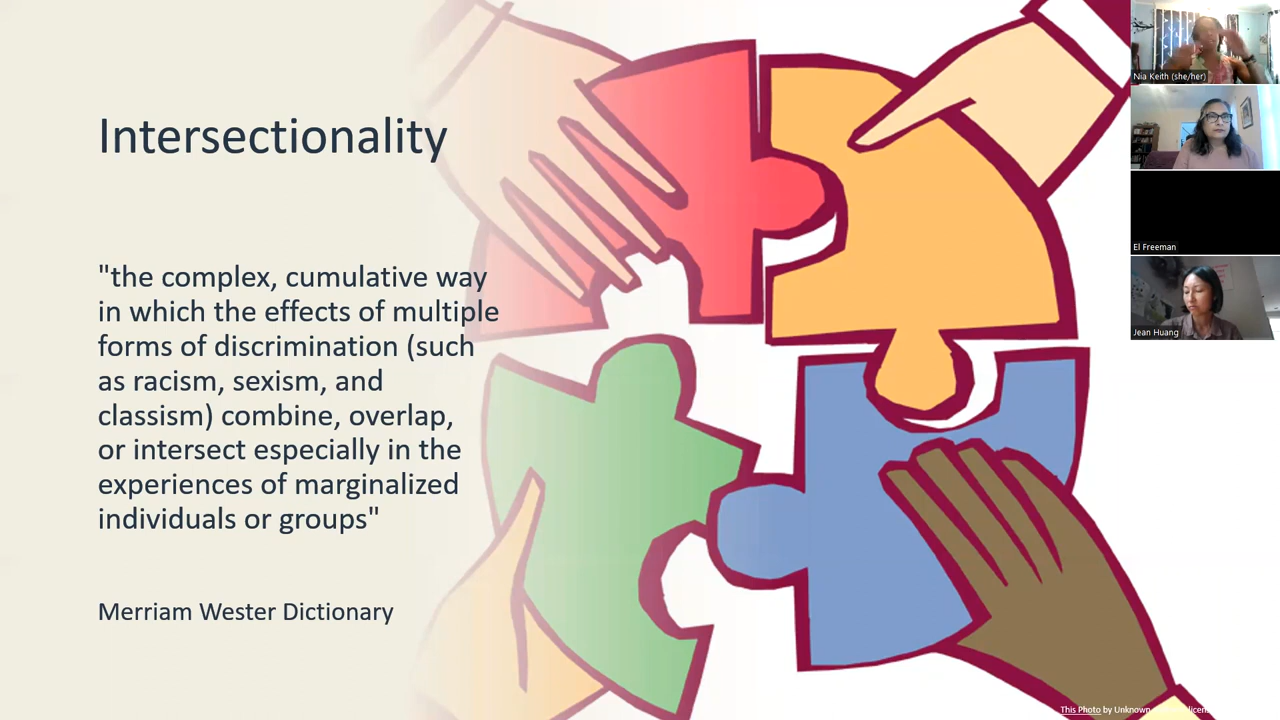 Intersectionality
"the complex, cumulative way
in which the effects of multiple
forms of discrimination (such
as racism, sexism, and
classism) combine, overlap,
or intersect especially in the
experiences of marginalized
individuals or groups"
Merriam Wester Dictionary
Nia Keith (she/her)
El Freeman
Jean Huang
This Photo by Unknown